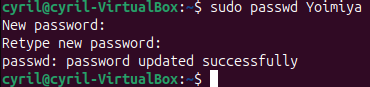 cyril@cyril-VirtualBox:~$ sudo passwd Yoimiya
New password:
Retype new password:
passwd: password updated successfully
cyril@cyril-VirtualBox:~$